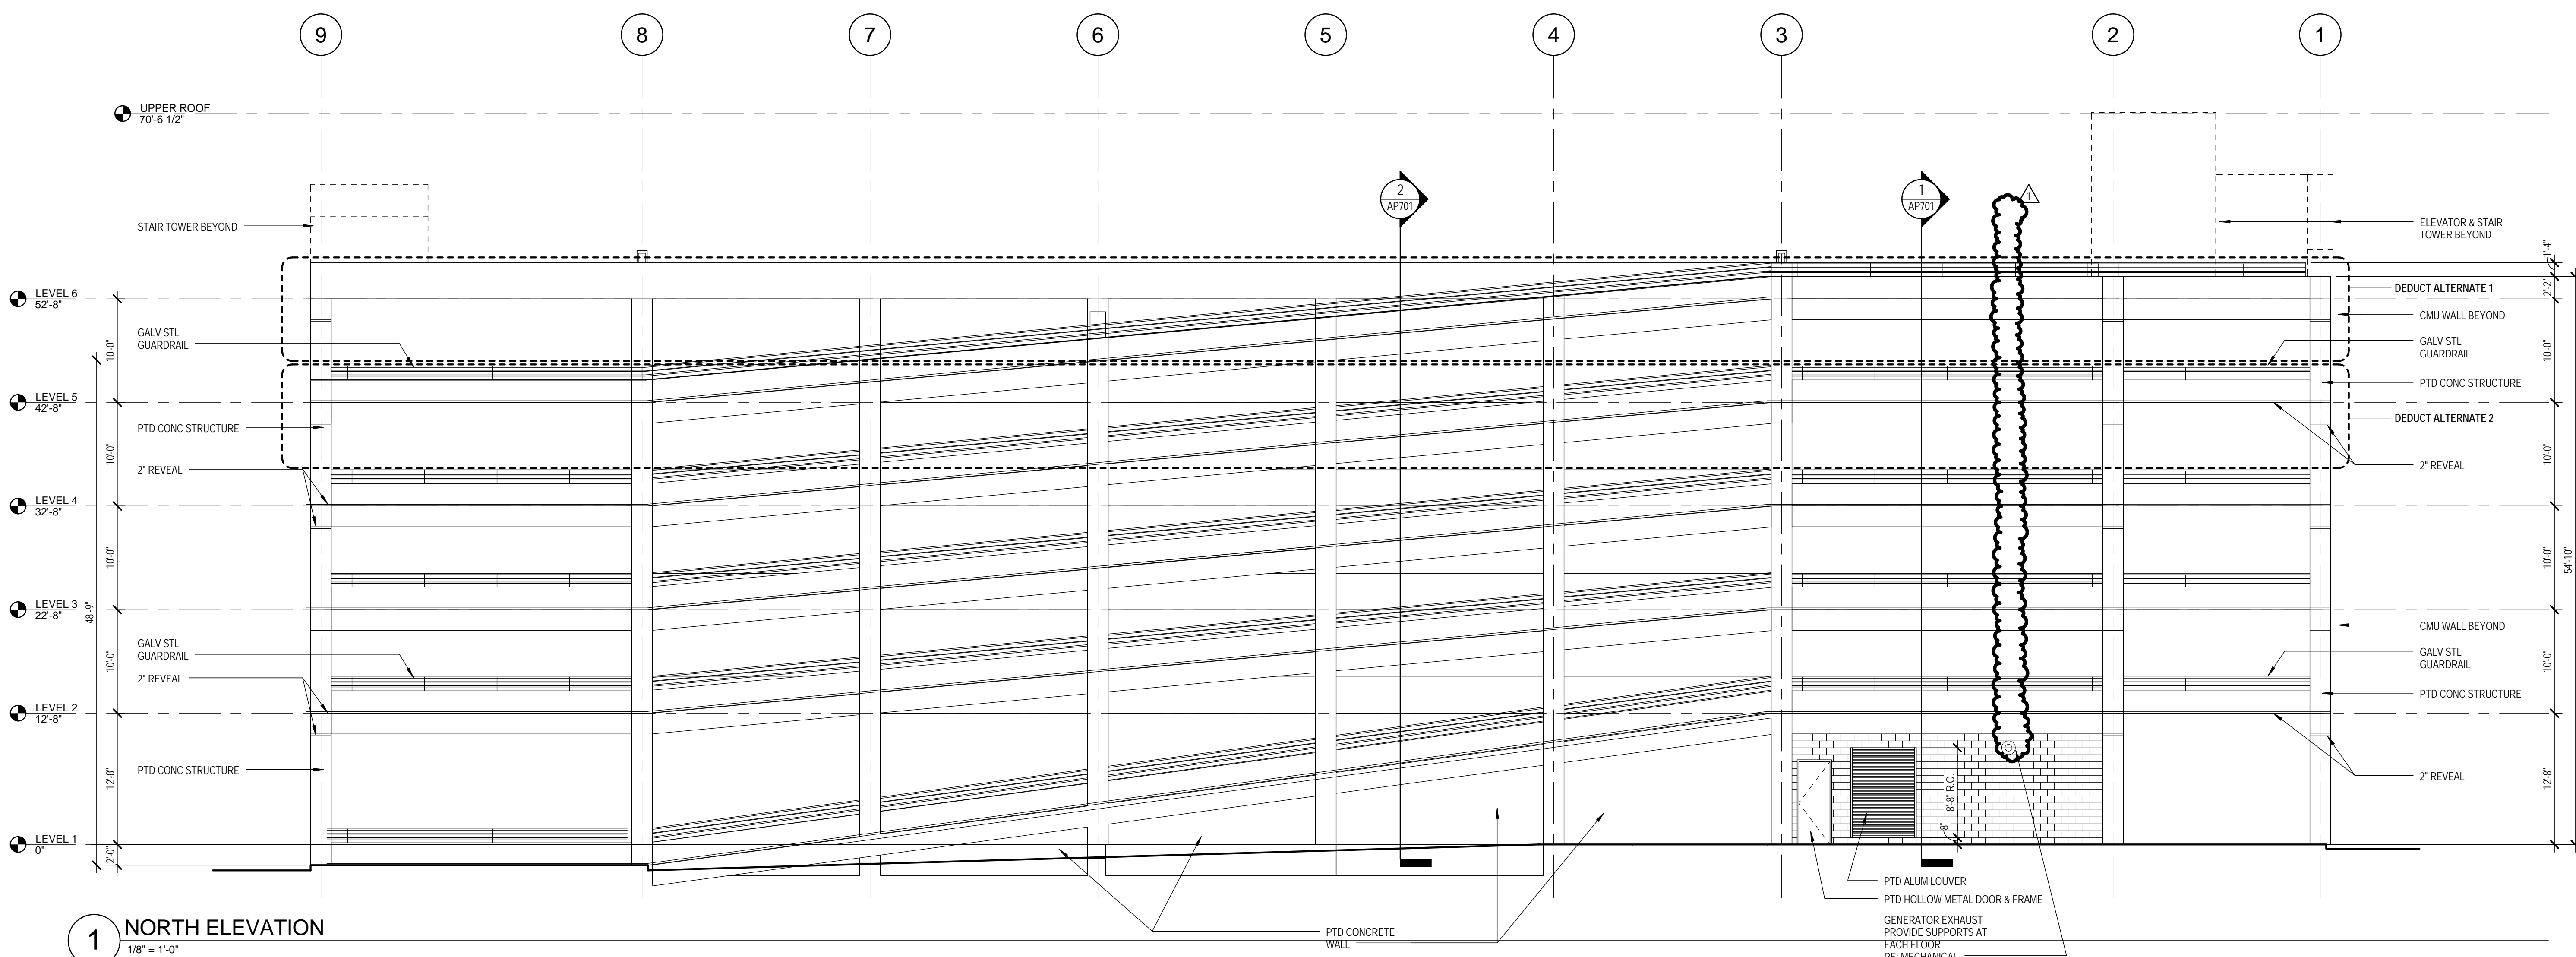 9 8 7 6 5 4 3 2 1
UPPER ROOF
70'-6 1/2"
2
AP701
1
AP701
1
STAIR TOWER BEYOND
ELEVATOR & STAIR
TOWER BEYOND
1'-4"
2'-2"
LEVEL 6
52'-8"
DEDUCT ALTERNATE 1
CMU WALL BEYOND
GALV STL
GUARDRAIL
GALV STL
GUARDRAIL
10'-0"
10'-0"
LEVEL 5
42'-8"
PTD CONC STRUCTURE
PTD CONC STRUCTURE
DEDUCT ALTERNATE 2
10'-0"
10'-0"
2" REVEAL
2" REVEAL
LEVEL 4
32'-8"
10'-0"
10'-0"
54'-10"
LEVEL 3
22'-8"
48'-9"
CMU WALL BEYOND
GALV STL
GUARDRAIL
GALV STL
GUARDRAIL
10'-0"
10'-0"
2" REVEAL
PTD CONC STRUCTURE
LEVEL 2
12'-8"
PTD CONC STRUCTURE
2" REVEAL
12'-8"
12'-8"
8'-8" R.O.
8"
LEVEL 1
0"
2'-0"
PTD ALUM LOUVER
PTD HOLLOW METAL DOOR & FRAME
GENERATOR EXHAUST
PROVIDE SUPPORTS AT
EACH FLOOR
RE: MECHANICAL
PTD CONCRETE
WALL
1
NORTH ELEVATION
1/8" = 1'-0"